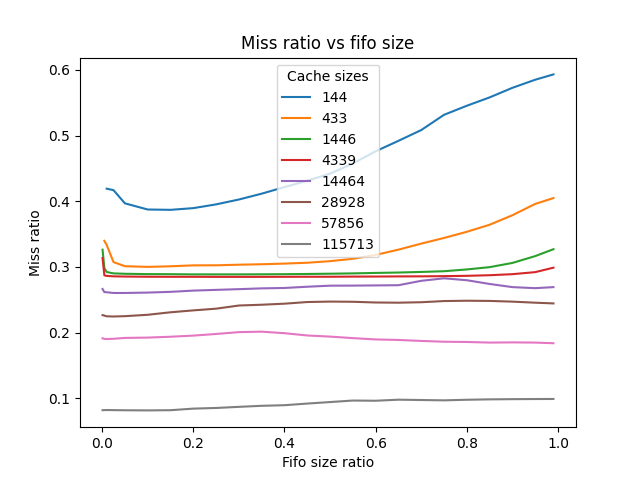 Miss ratio vs fifo size
Cache sizes
144
433
1446
4339
14464
28928
57856
115713
Miss ratio
0.6
0.5
0.4
0.3
0.2
0.1
0.0 0.2 0.4 0.6 0.8 1.0
Fifo size ratio